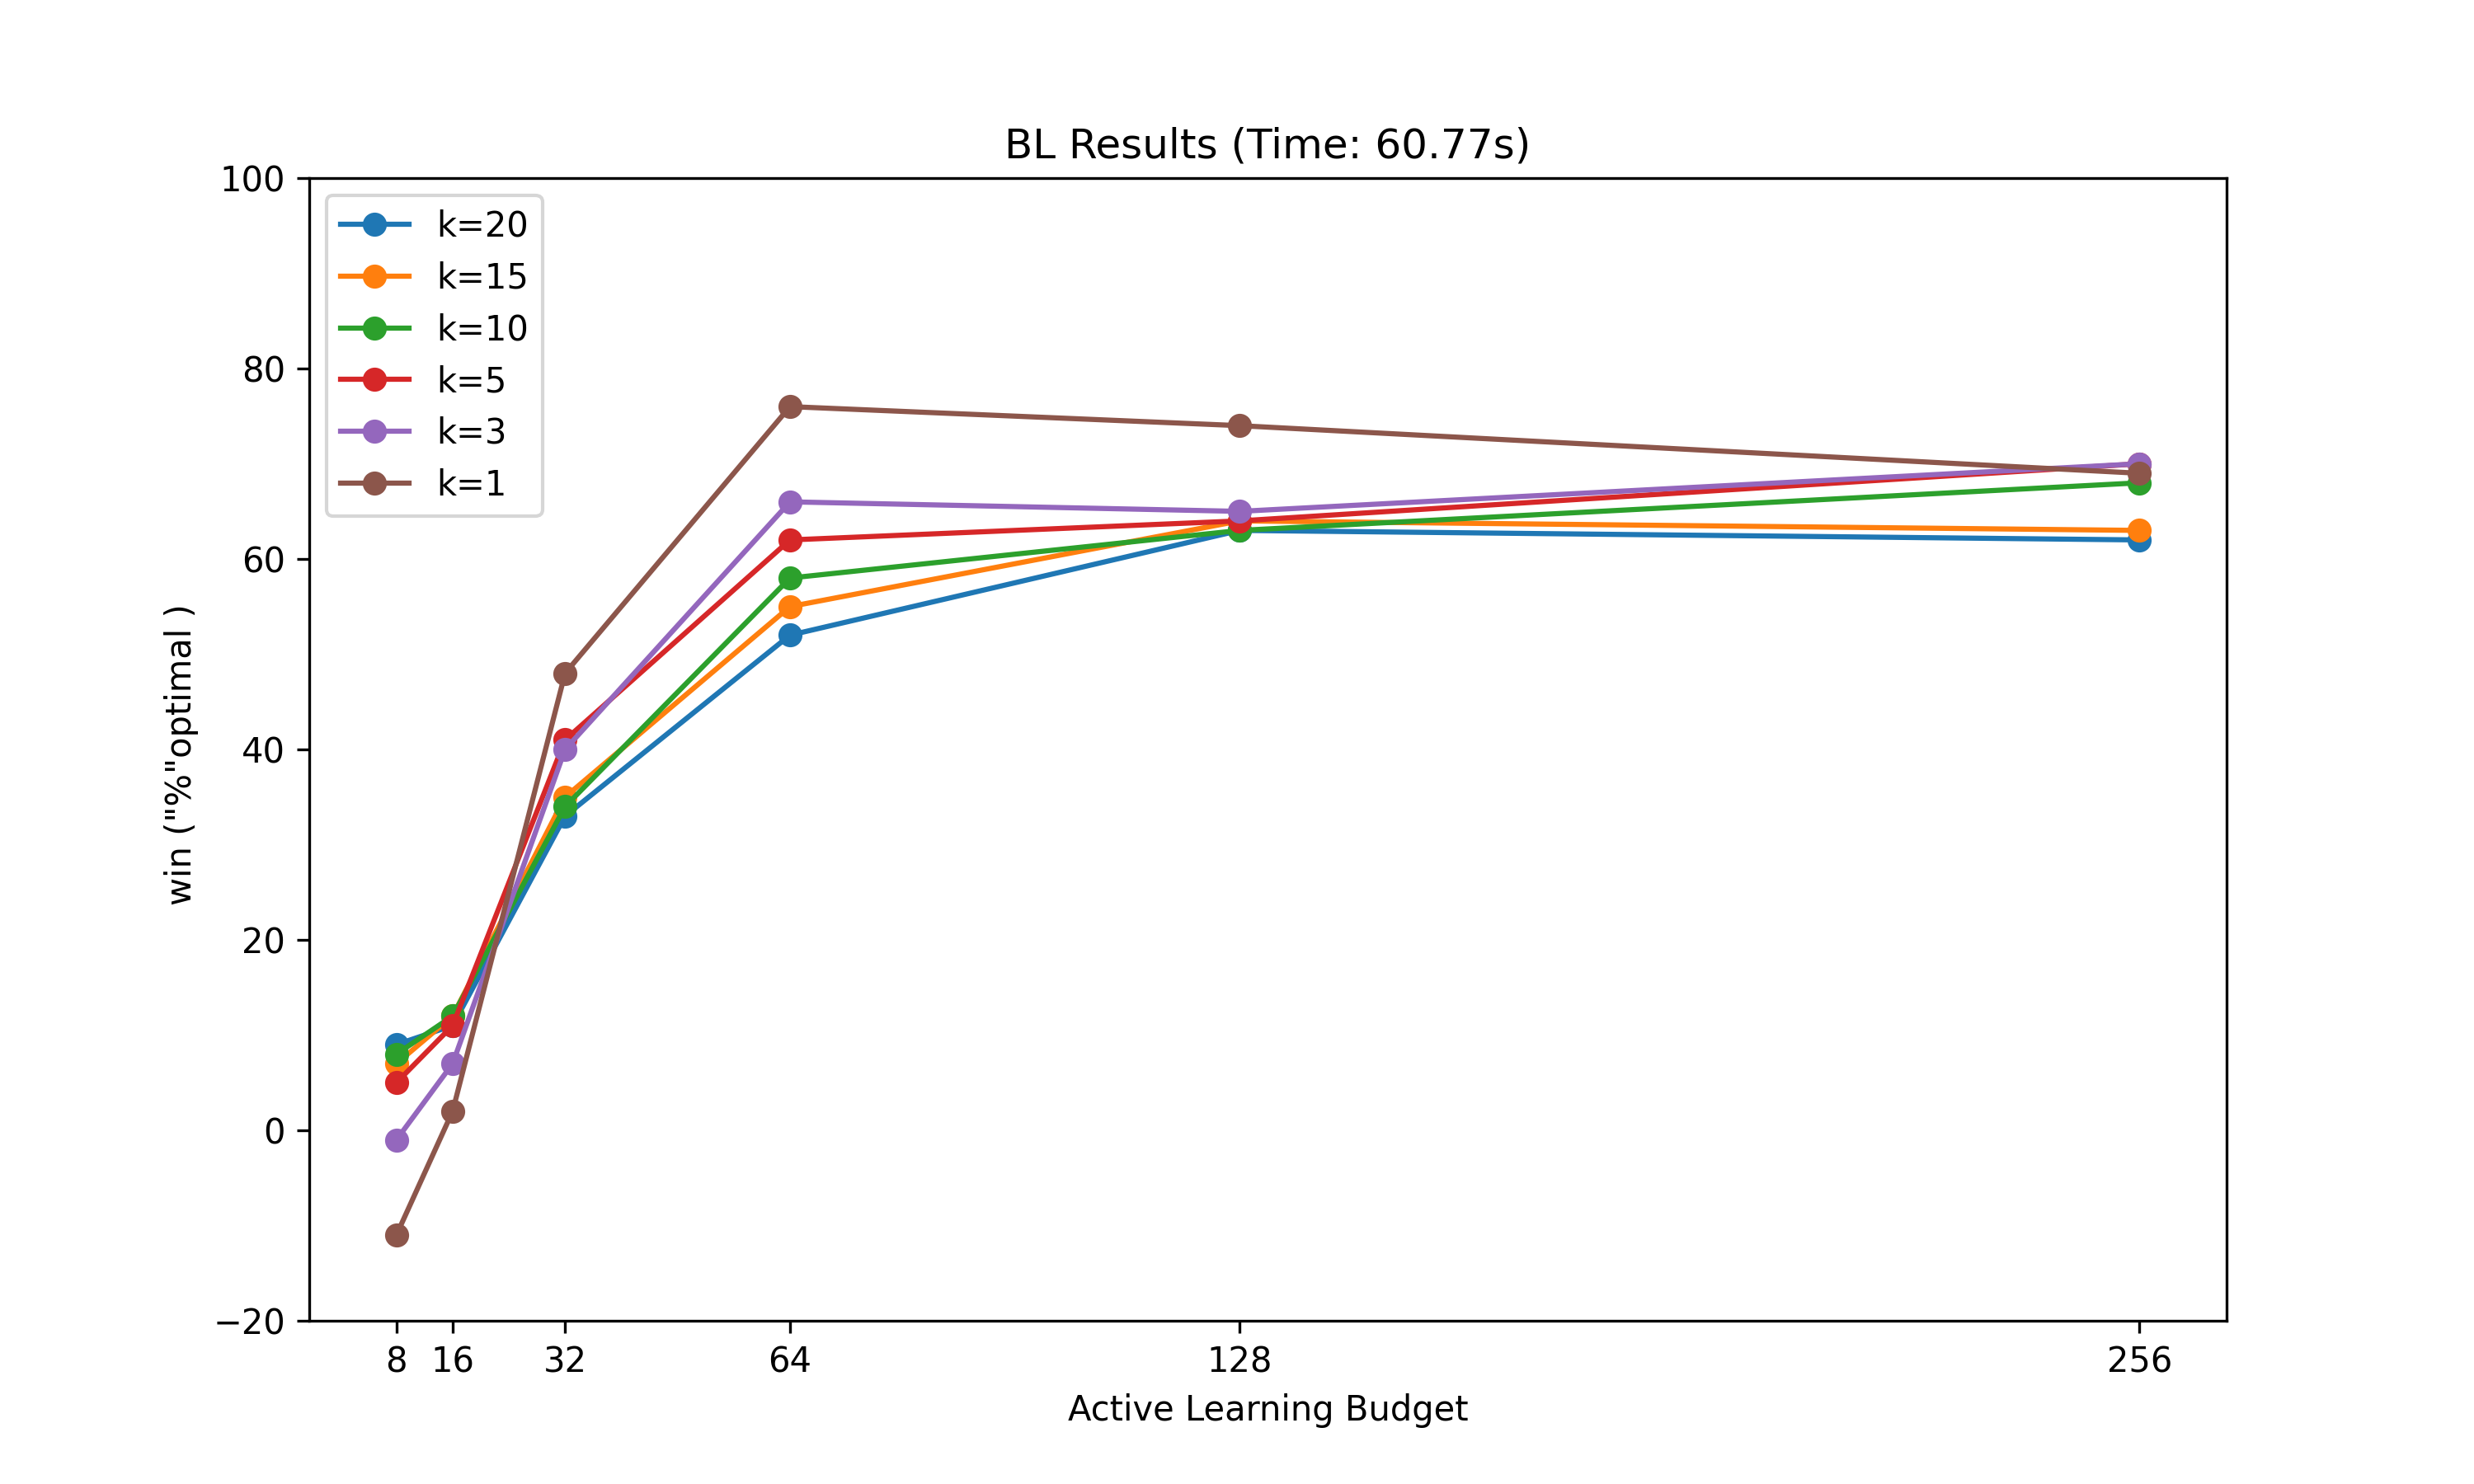 BL Results (Time: 60.77s)
100
80
60
40
20
0
−20
win ("%"optimal )
k=20
k=15
k=10
k=5
k=3
k=1
8 16 32 64 128 256
Active Learning Budget